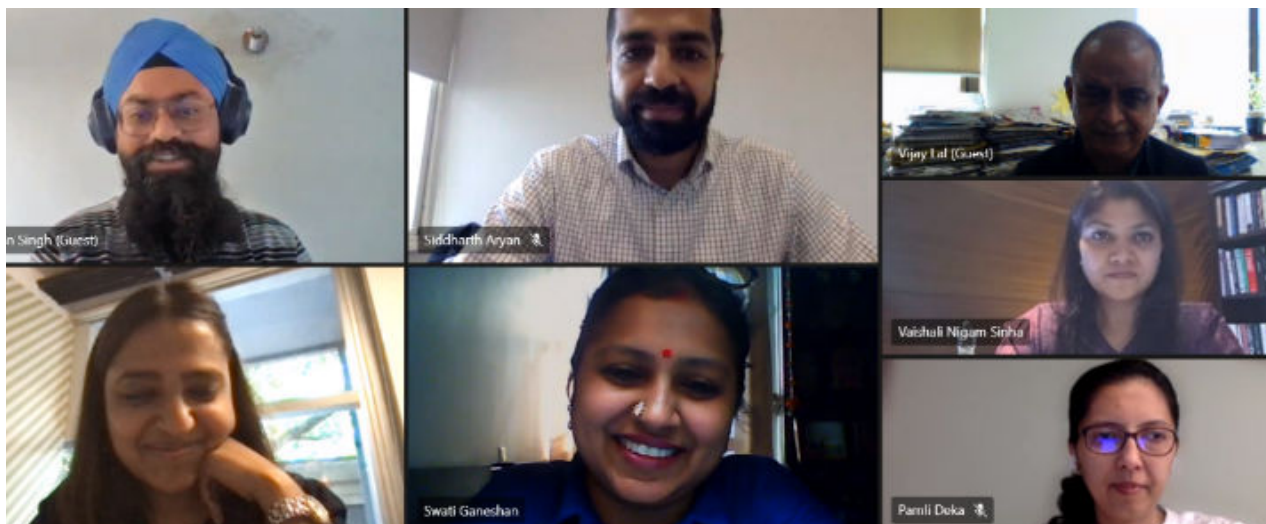 n Singh (Guest)
Siddharth Aryan
Vijay Lal (Guest)
Vaishali Nigam Sinha
Swati Ganeshan
Pamli Deka